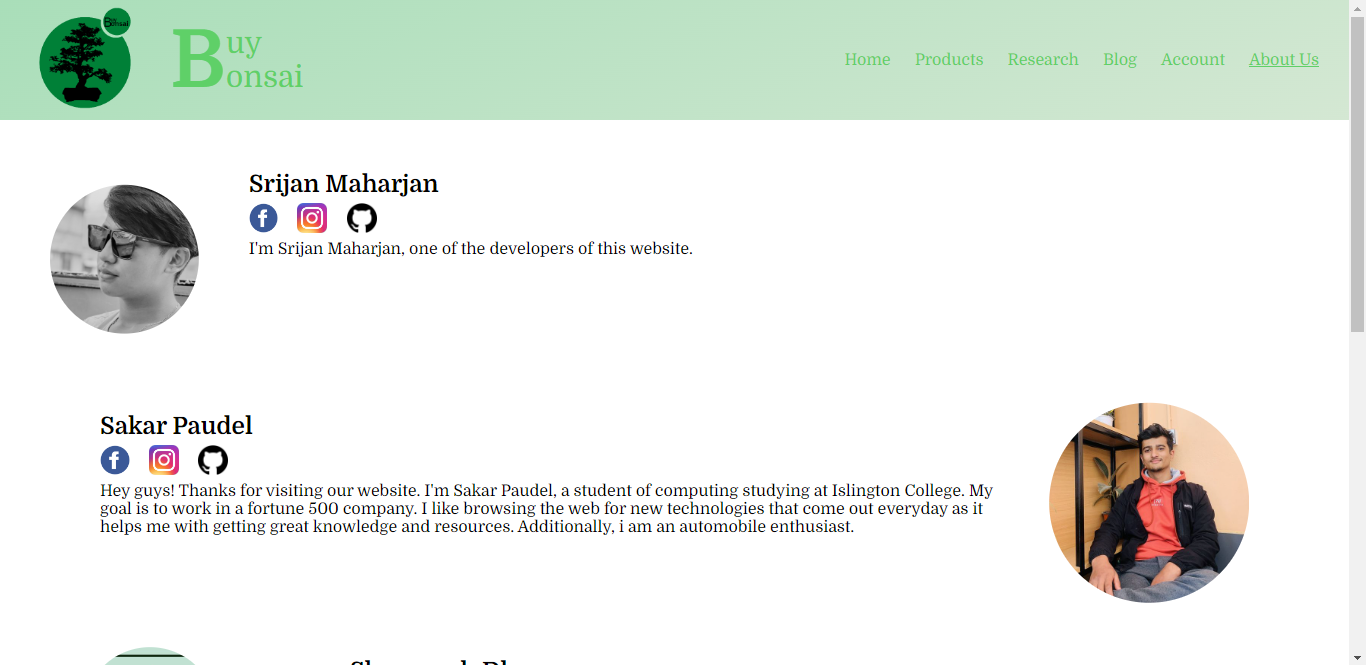 Buy
Bonsai
Buy
Bonsai
Home Products Research Blog Account About Us
Srijan Maharjan
I'm Srijan Maharjan, one of the developers of this website.
Sakar Paudel
Hey guys! Thanks for visiting our website. I'm Sakar Paudel, a student of computing studying at Islington College. My
goal is to work in a fortune 500 company. I like browsing the web for new technologies that come out everyday as it
helps me with getting great knowledge and resources. Additionally, i am an automobile enthusiast.